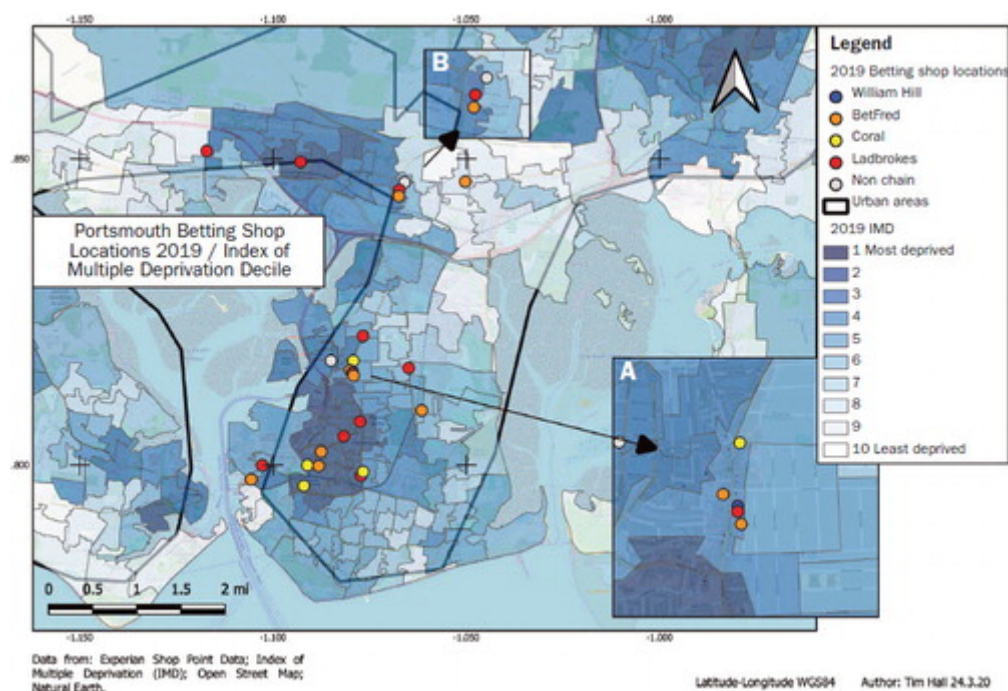 -1.150
-1.100
-1.050
-1.000
B
Legend
2019 Betting shop locations
William Hill
BetFred
Coral
Ladbrokes
Non chain
Urban areas
2019 IMD
1 Most deprived
2
3
4
5
6
7
8
9
10 Least deprived
.850
Portsmouth Betting Shop
Locations 2019 / Index of
Multiple Deprivation Decile
A
.800
0 0.5 1 1.5 2 mi
-1.150
-1.100
-1.050
-1.000
Data from: Experian Shop Point Data; Index of
Multiple Deprivation (IMD); Open Street Map;
Natural Earth.
Latitude-Longitude WGS84 Author: Tim Hall 24.3.20